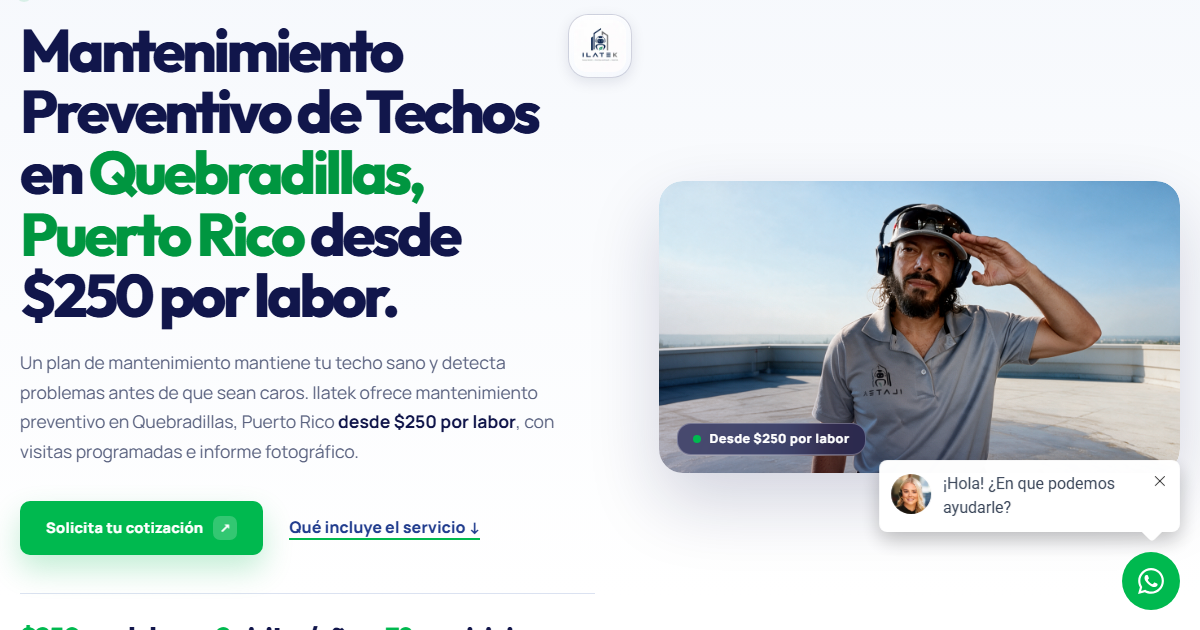 ILATEK
Mantenimiento
Preventivo de Techos
en Quebradillas,
Puerto Rico desde
$250 por labor.
Un plan de mantenimiento mantiene tu techo sano y detecta
problemas antes de que sean caros. Ilatek ofrece mantenimiento
preventivo en Quebradillas, Puerto Rico desde $250 por labor, con
visitas programadas e informe fotográfico.
Solicita tu cotización ↗
Qué incluye el servicio ↓
Desde $250 por labor
¡Hola! ¿En que podemos
ayudarle?